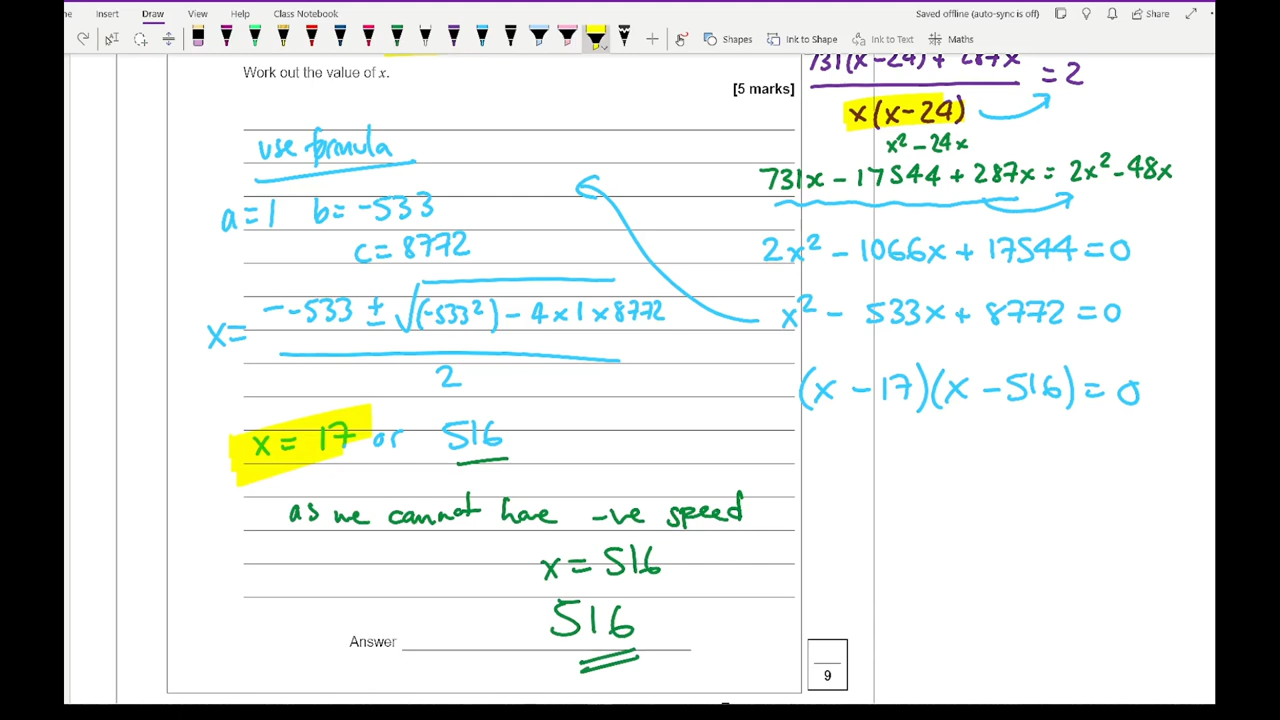 Insert Draw View Help Class Notebook Saved offline (auto-sync is off) Share
Shapes Ink to Shape Ink to Text Maths
Work out the value of x.
[5 marks]
use formula
a = 1 b = -533
c = 8772
x = (- -533 ± √((-533²) - 4 x 1 x 8772)) / 2
x = 17 or 516
as we cannot have -ve speed
x = 516
516
Answer
9
731(x-24) + 287x = 2
x(x-24)
x² - 24x
731x - 17544 + 287x = 2x² - 48x
2x² - 1066x + 17544 = 0
x² - 533x + 8772 = 0
(x - 17)(x - 516) = 0